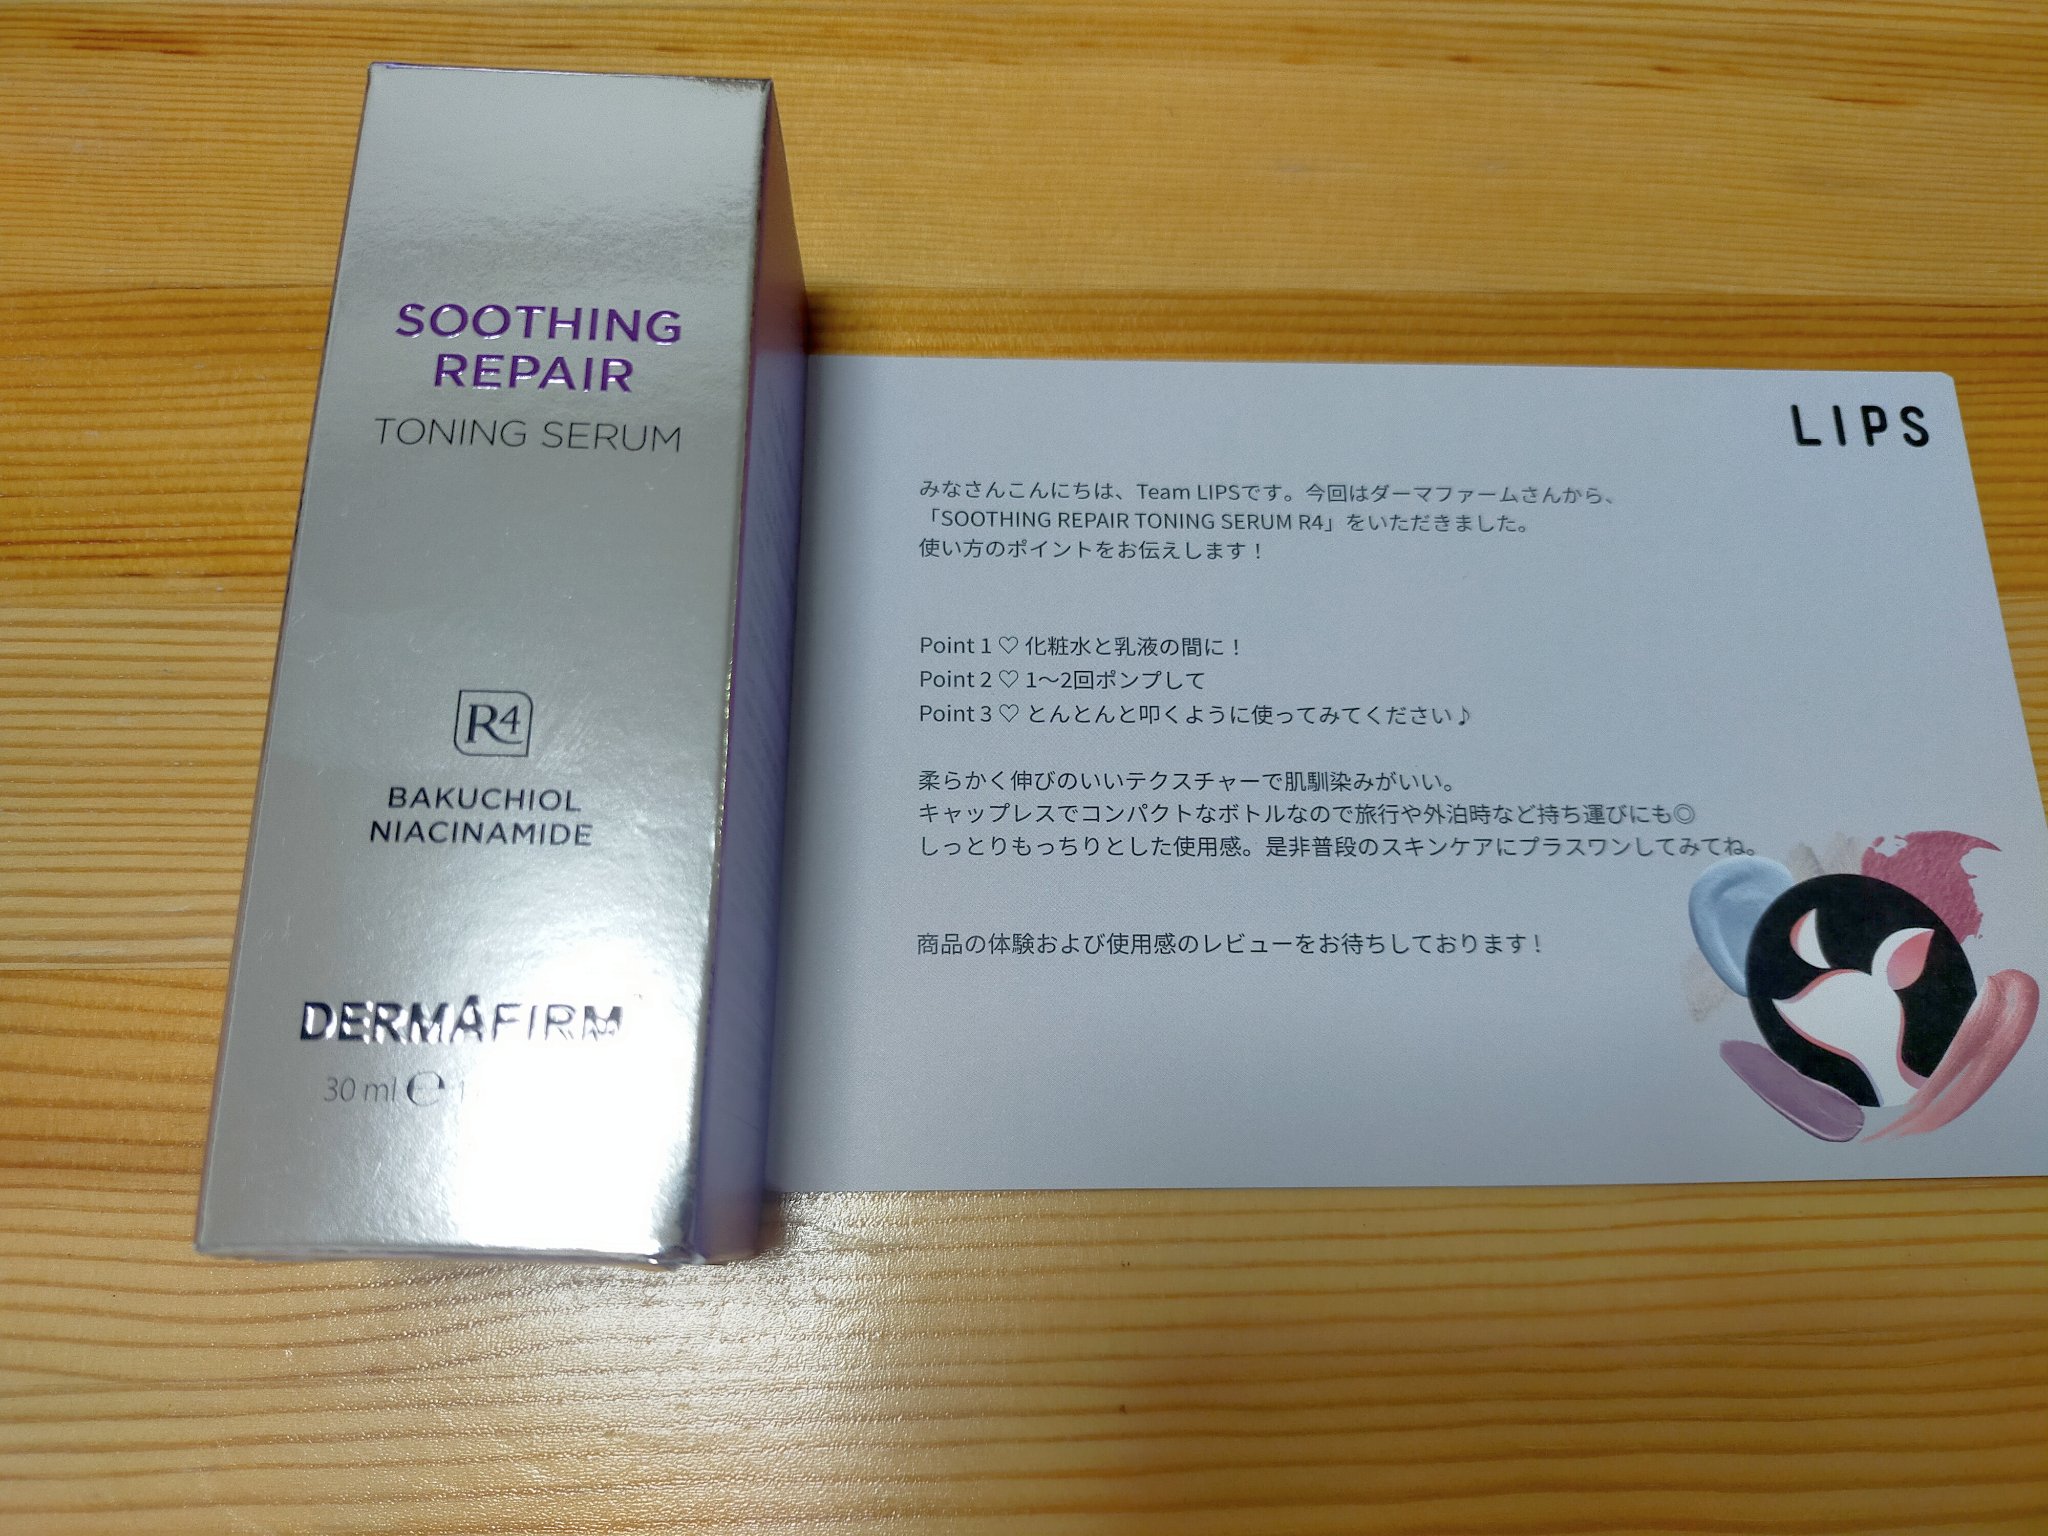 SOOTHING
REPAIR
TONING SERUM
R4
BAKUCHIOL
NIACINAMIDE
DERMAFIRM
30 ml ℮
LIPS
みなさんこんにちは、Team LIPSです。今回はダーマファームさんから、
「SOOTHING REPAIR TONING SERUM R4」をいただきました。
使い方のポイントをお伝えします！
Point 1 ♡ 化粧水と乳液の間に！
Point 2 ♡ 1〜2回ポンプして
Point 3 ♡ とんとんと叩くように使ってみてください♪
柔らかく伸びのいいテクスチャーで肌馴染みがいい。
キャップレスでコンパクトなボトルなので旅行や外泊時など持ち運びにも◎
しっとりもっちりとした使用感。是非普段のスキンケアにプラスワンしてみてね。
商品の体験および使用感のレビューをお待ちしております！